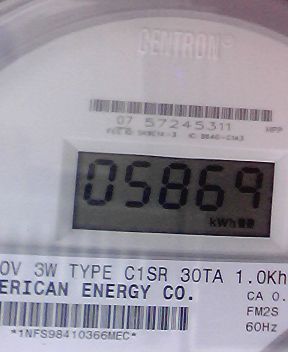 CENTRON®
07 57245311 MPP
05869
kWh
0V 3W TYPE C1SR 30TA 1.0Kh
ERICAN ENERGY CO.
CA 0.
FM2S
*1NFS98410366MEC*
60Hz